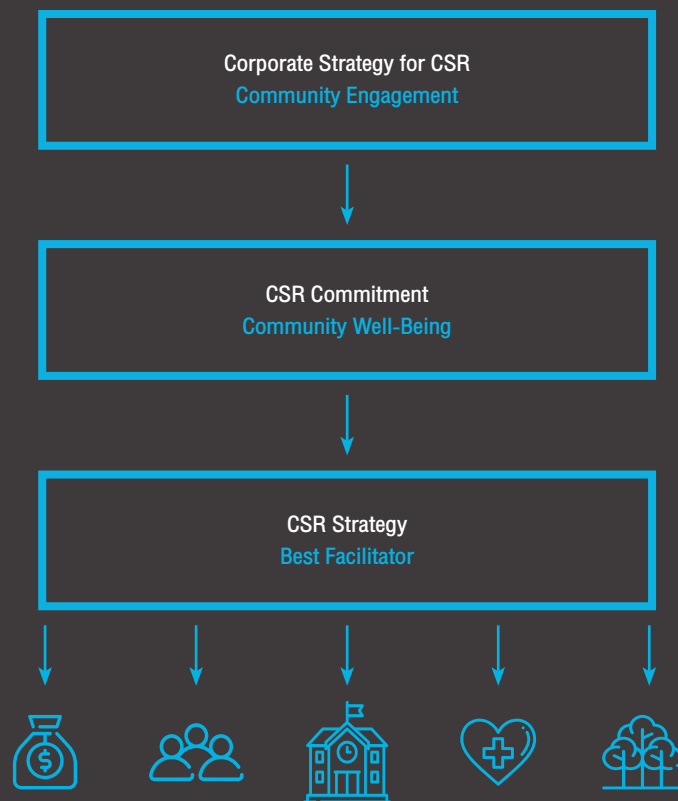 Corporate Strategy for CSR
Community Engagement
CSR Commitment
Community Well-Being
CSR Strategy
Best Facilitator
$